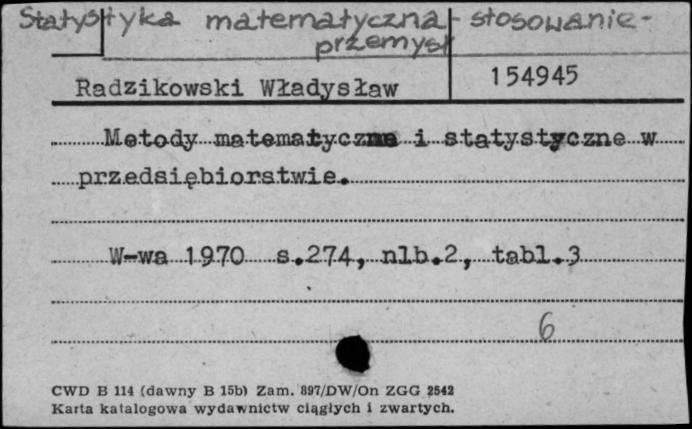 Statystyka matematyczna - stosowanie -
przemysł
Radzikowski Władysław
154945
Metody matematyczne i statystyczne w
przedsiębiorstwie.
W-wa 1970 s.274, nlb.2, tabl.3
6
CWD B 114 (dawny B 15b) Zam. 897/DW/On ZGG 2542
Karta katalogowa wydawnictw ciągłych i zwartych.